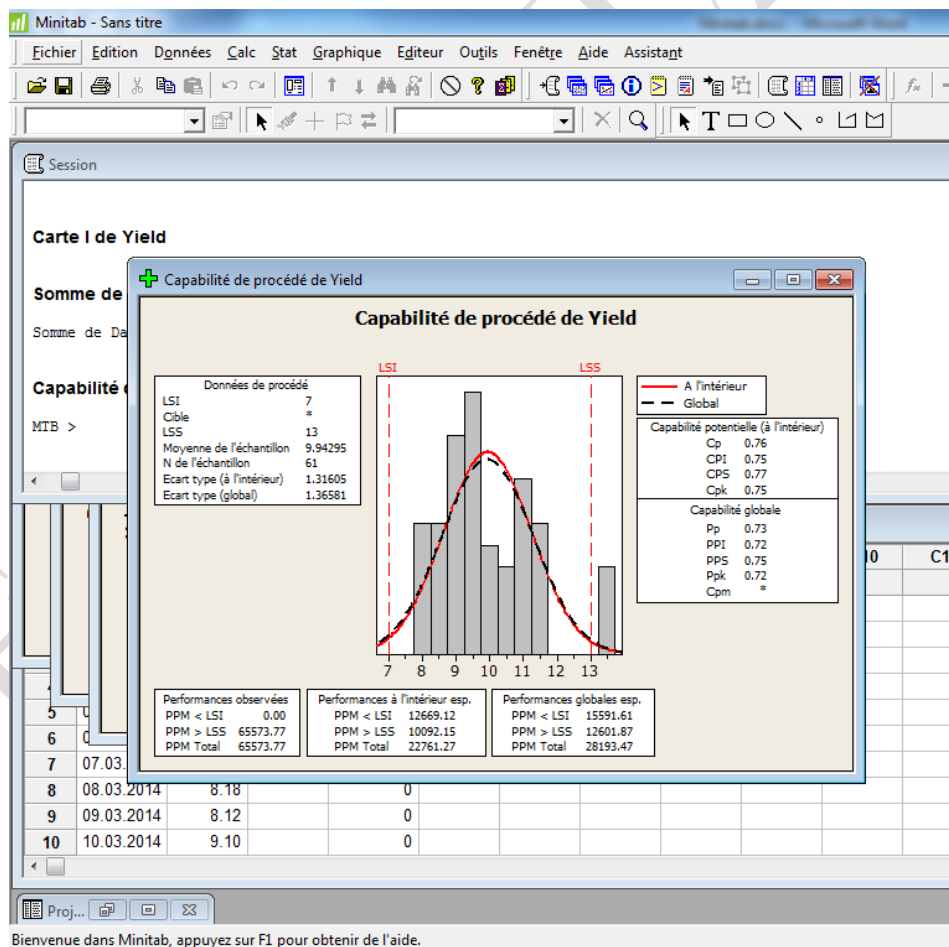 Minitab - Sans titre
Fichier Edition Données Calc Stat Graphique Editeur Outils Fenêtre Aide Assistant
Session
Carte I de Yield
Somme de
Somme de Da
Capabilité
MTB >
Capabilité de procédé de Yield
Capabilité de procédé de Yield
LSI LSS
Données de procédé
LSI 7
Cible *
LSS 13
Moyenne de l'échantillon 9.94295
N de l'échantillon 61
Ecart type (à l'intérieur) 1.31605
Ecart type (global) 1.36581
A l'intérieur
Global
Capabilité potentielle (à l'intérieur)
Cp 0.76
CPI 0.75
CPS 0.77
Cpk 0.75
Capabilité globale
Pp 0.73
PPI 0.72
PPS 0.75
Ppk 0.72
Cpm *
7 8 9 10 11 12 13
Performances observées
PPM < LSI 0.00
PPM > LSS 65573.77
PPM Total 65573.77
Performances à l'intérieur esp.
PPM < LSI 12669.12
PPM > LSS 10092.15
PPM Total 22761.27
Performances globales esp.
PPM < LSI 15591.61
PPM > LSS 12601.87
PPM Total 28193.47
5
6
7 07.03.
8 08.03.2014 8.18 0
9 09.03.2014 8.12 0
10 10.03.2014 9.10 0
Proj...
Bienvenue dans Minitab, appuyez sur F1 pour obtenir de l'aide.